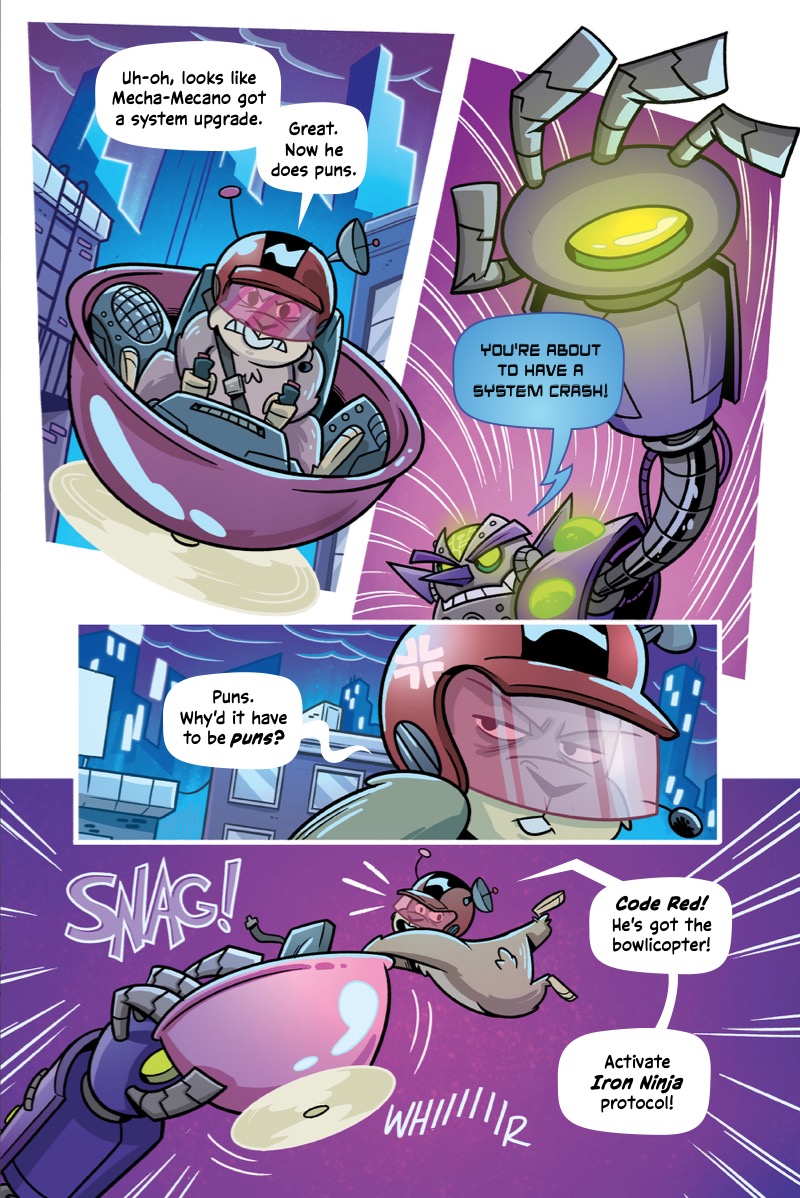 Uh-oh, looks like
Mecha-Mecano got
a system upgrade.
Great.
Now he
does puns.
YOU'RE ABOUT
TO HAVE A
SYSTEM CRASH!
Puns.
Why'd it have
to be puns?
SNAG!
Code Red!
He's got the
bowlicopter!
Activate
Iron Ninja
protocol!
WHIIIIIIR